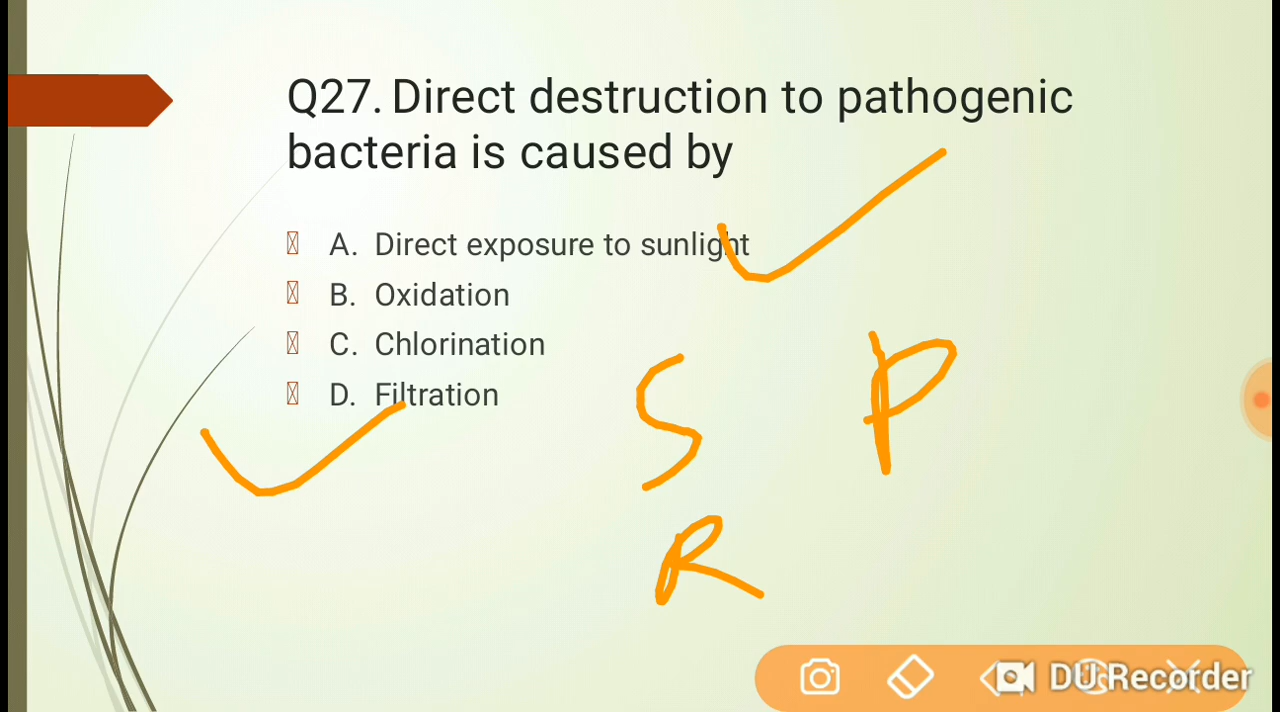 Q27. Direct destruction to pathogenic
bacteria is caused by
A. Direct exposure to sunlight
B. Oxidation
C. Chlorination
D. Filtration
S P
R
DU Recorder